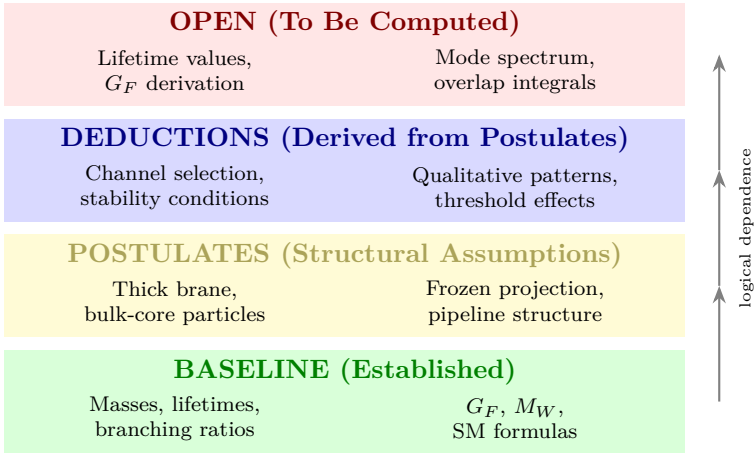 OPEN (To Be Computed)
Lifetime values,
G_F derivation
Mode spectrum,
overlap integrals
DEDUCTIONS (Derived from Postulates)
Channel selection,
stability conditions
Qualitative patterns,
threshold effects
POSTULATES (Structural Assumptions)
Thick brane,
bulk-core particles
Frozen projection,
pipeline structure
BASELINE (Established)
Masses, lifetimes,
branching ratios
G_F, M_W,
SM formulas
logical dependence